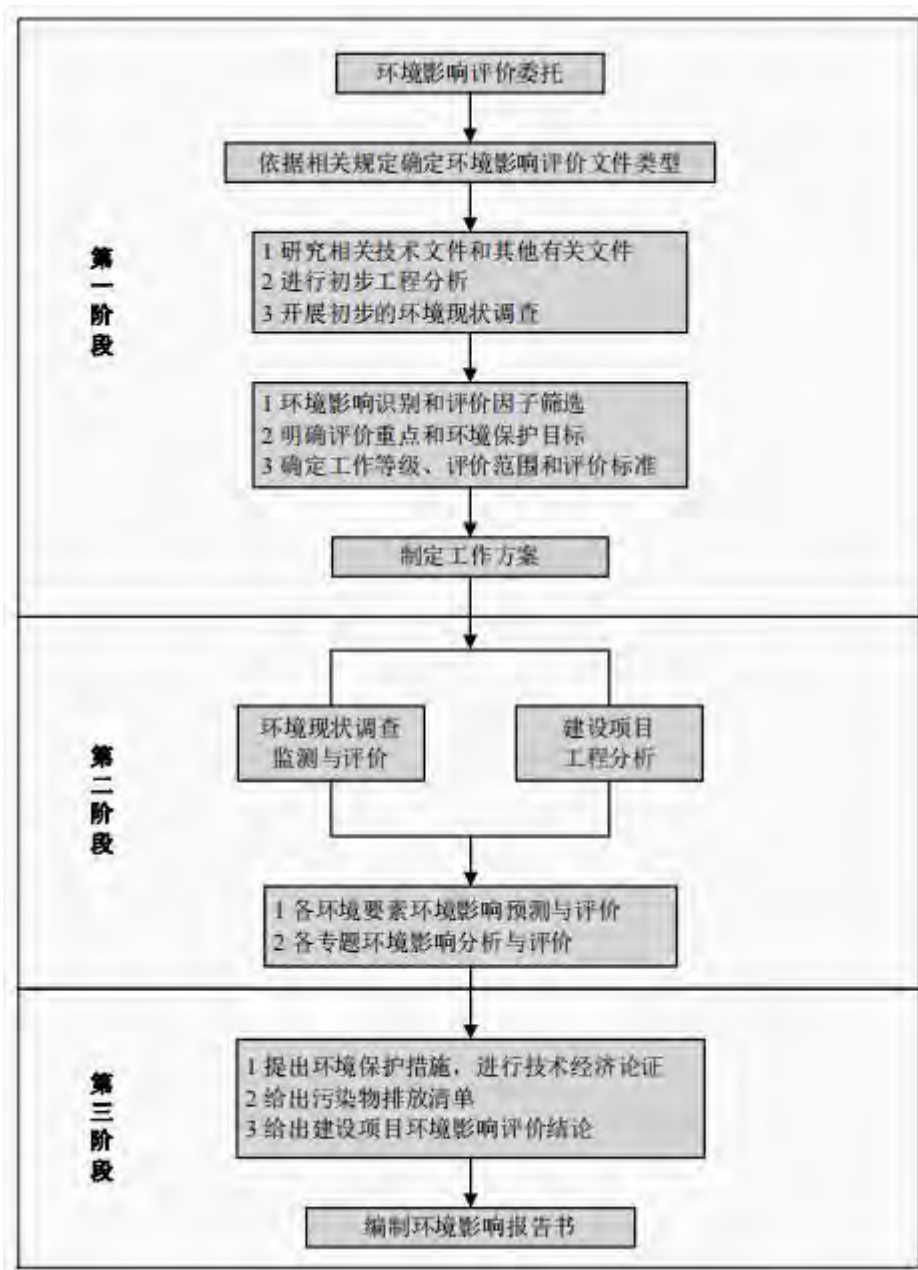 环境影响评价委托
依据相关规定确定环境影响评价文件类型
第一阶段
1 研究相关技术文件和其他有关文件
2 进行初步工程分析
3 开展初步的环境现状调查
1 环境影响识别和评价因子筛选
2 明确评价重点和环境保护目标
3 确定工作等级、评价范围和评价标准
制定工作方案
第二阶段
环境现状调查
监测与评价
建设项目
工程分析
1 各环境要素环境影响预测与评价
2 各专题环境影响分析与评价
第三阶段
1 提出环境保护措施，进行技术经济论证
2 给出污染物排放清单
3 给出建设项目环境影响评价结论
编制环境影响报告书